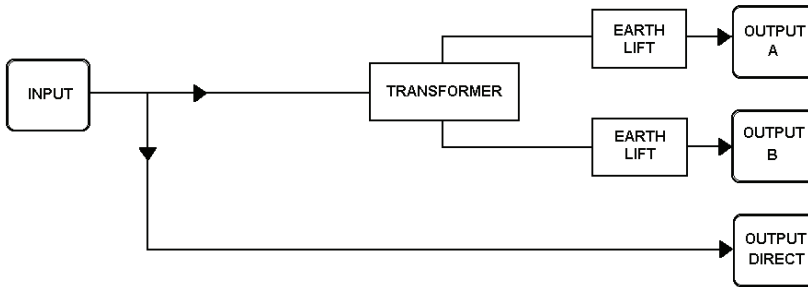 INPUT
TRANSFORMER
EARTH
LIFT
OUTPUT
A
EARTH
LIFT
OUTPUT
B
OUTPUT
DIRECT